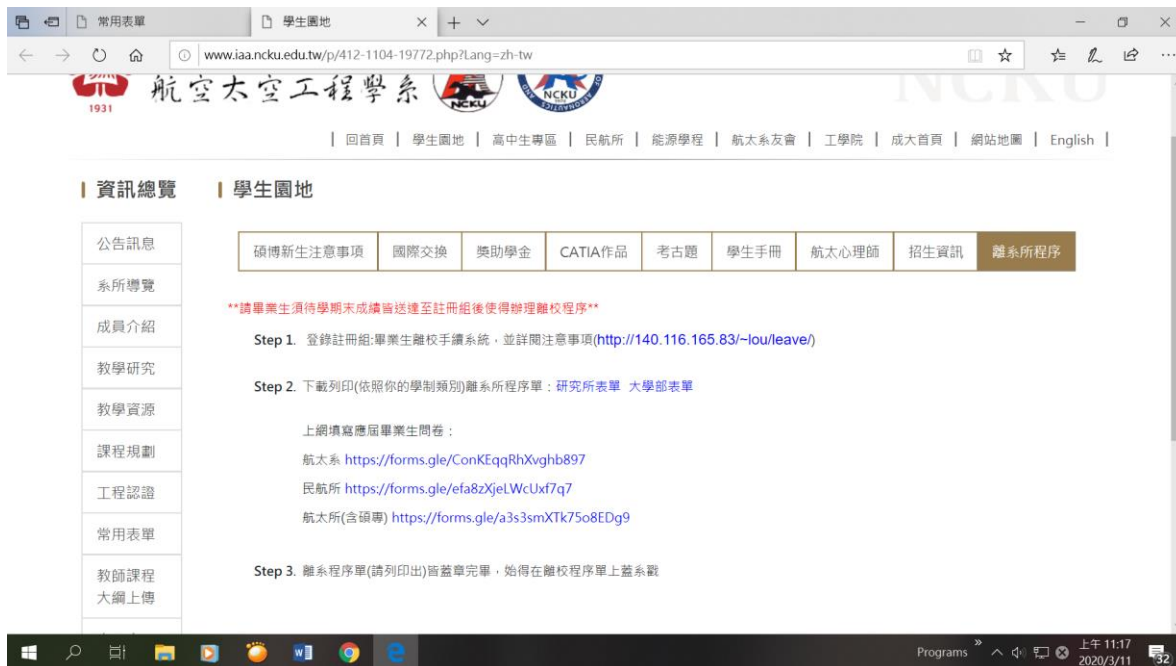 常用表單
學生園地
www.iaa.ncku.edu.tw/p/412-1104-19772.php?Lang=zh-tw
1931
航空太空工程學系
NCKU
NCKU
NCKU
| 回首頁 | 學生園地 | 高中生專區 | 民航所 | 能源學程 | 航太系友會 | 工學院 | 成大首頁 | 網站地圖 | English |
資訊總覽
公告訊息
系所導覽
成員介紹
教學研究
教學資源
課程規劃
工程認證
常用表單
教師課程
大綱上傳
學生園地
碩博新生注意事項 國際交換 獎助學金 CATIA作品 考古題 學生手冊 航太心理師 招生資訊 離系所程序
**請畢業生須待學期末成績皆送達至註冊組後使得辦理離校程序**
Step 1. 登錄註冊組:畢業生離校手續系統，並詳閱注意事項(http://140.116.165.83/~lou/leave/)
Step 2. 下載列印(依照你的學制類別)離系所程序單：研究所表單 大學部表單
上網填寫應屆畢業生問卷：
航太系 https://forms.gle/ConKEqqRhXvghb897
民航所 https://forms.gle/efa8zXjeLWcUxf7q7
航太所(含碩專) https://forms.gle/a3s3smXTk75o8EDg9
Step 3. 離系程序單(請列印出)皆蓋章完畢，始得在離校程序單上蓋系戳
Programs
上午 11:17
2020/3/11
32